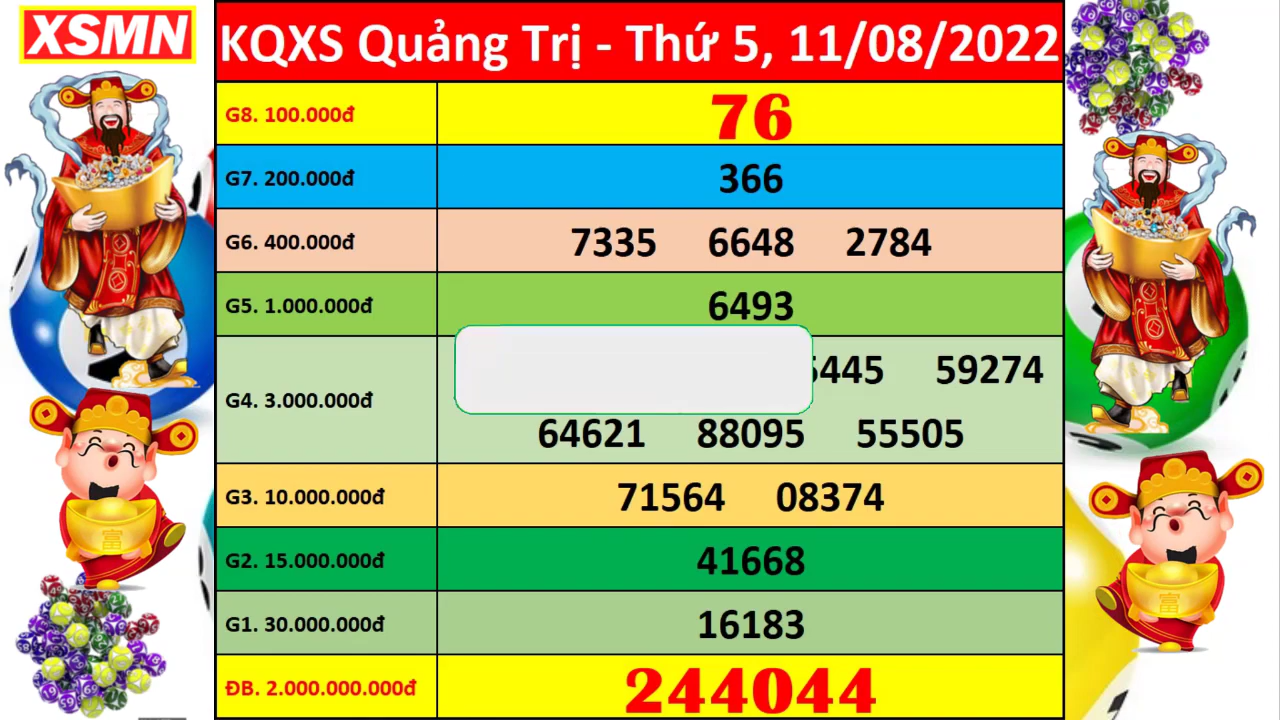 XSMN
KQXS Quảng Trị - Thứ 5, 11/08/2022
G8. 100.000đ 76
G7. 200.000đ 366
G6. 400.000đ 7335 6648 2784
G5. 1.000.000đ 6493
59274
G4. 3.000.000đ
64621 88095 55505
G3. 10.000.000đ 71564 08374
G2. 15.000.000đ 41668
G1. 30.000.000đ 16183
ĐB. 2.000.000.000đ 244044
富
富